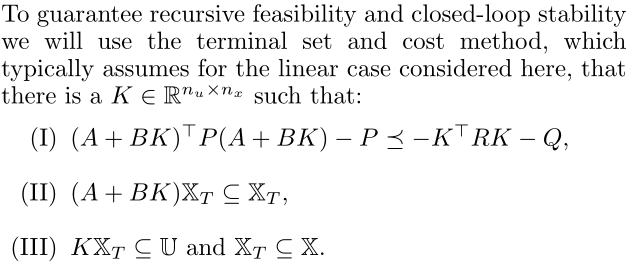 To guarantee recursive feasibility and closed-loop stability
we will use the terminal set and cost method, which
typically assumes for the linear case considered here, that
there is a $K \in \mathbb{R}^{n_u \times n_x}$ such that:
(I) $(A + BK)^\top P(A + BK) - P \preceq -K^\top RK - Q,$
(II) $(A + BK)\mathbb{X}_T \subseteq \mathbb{X}_T,$
(III) $K\mathbb{X}_T \subseteq \mathbb{U}$ and $\mathbb{X}_T \subseteq \mathbb{X}.$